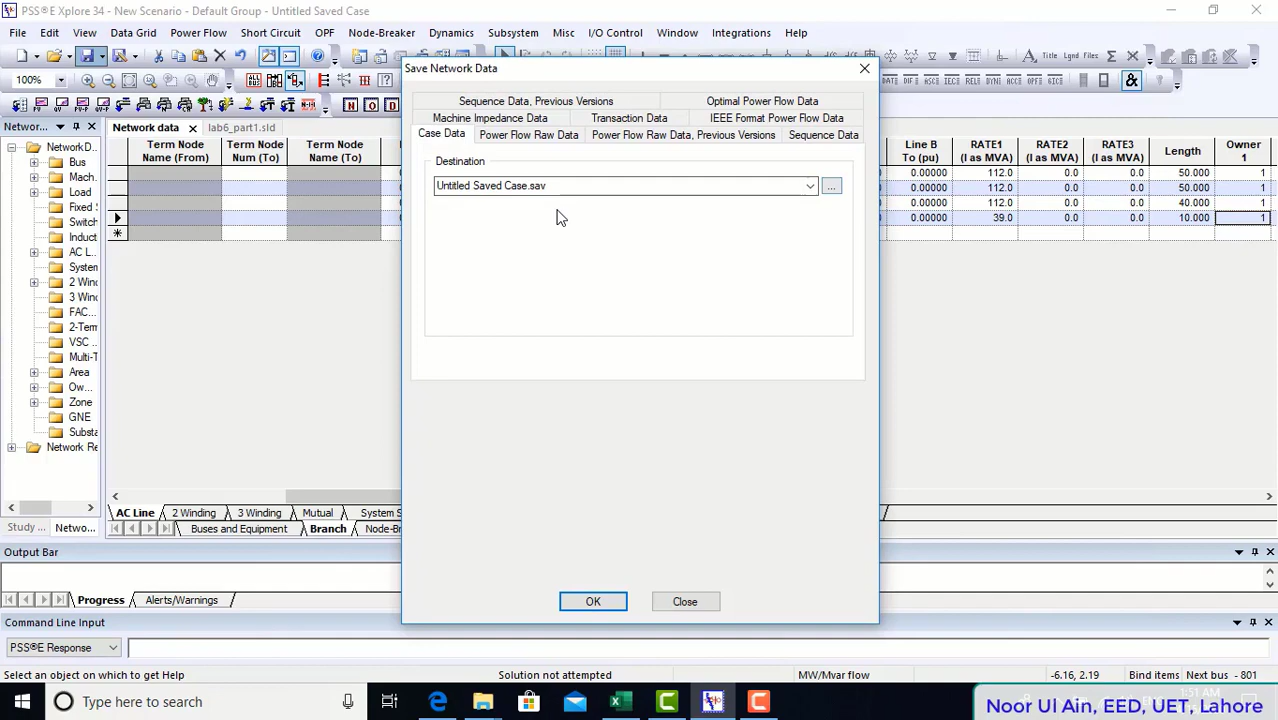 PSS®E Xplore 34 - New Scenario - Default Group - Untitled Saved Case
File Edit View Data Grid Power Flow Short Circuit OPF Node-Breaker Dynamics Subsystem Misc I/O Control Window Integrations Help
100%
Networ...
Network data
lab6_part1.sld
Save Network Data
Sequence Data, Previous Versions
Optimal Power Flow Data
Machine Impedance Data
Transaction Data
IEEE Format Power Flow Data
Case Data
Power Flow Raw Data
Power Flow Raw Data, Previous Versions
Sequence Data
Destination
Untitled Saved Case.sav
...
OK
Close
Term Node Name (From)
Term Node Num (To)
Term Node Name (To)
Line B To (pu)
RATE1 (I as MVA)
RATE2 (I as MVA)
RATE3 (I as MVA)
Length
Owner 1
0.00000 112.0 0.0 0.0 50.000 1
0.00000 112.0 0.0 0.0 50.000 1
0.00000 112.0 0.0 0.0 40.000 1
0.00000 39.0 0.0 0.0 10.000 1
Bus
Mach
Load
Fixed S
Switch
Induct
AC L
System
2 Wind
3 Wind
FAC
2-Tern
VSC
Multi-T
Area
Ow
Zone
GNE
Substa
Network Re
Study ...
Netwo...
AC Line
2 Winding
3 Winding
Mutual
System S
Buses and Equipment
Branch
Node-Br
Output Bar
Progress
Alerts/Warnings
Command Line Input
PSS®E Response
Select an object on which to get Help
Solution not attempted
MW/Mvar flow
-6.16, 2.19
Bind items
Next bus - 801
Type here to search
1:51 AM
Noor Ul Ain, EED, UET, Lahore